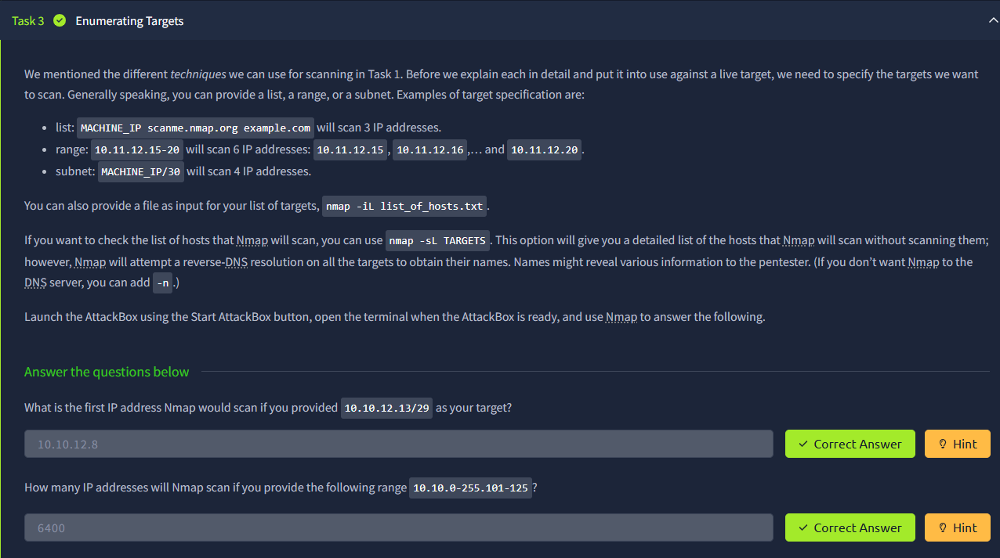 Task 3 Enumerating Targets
We mentioned the different techniques we can use for scanning in Task 1. Before we explain each in detail and put it into use against a live target, we need to specify the targets we want
to scan. Generally speaking, you can provide a list, a range, or a subnet. Examples of target specification are:
• list: MACHINE_IP scanme.nmap.org example.com will scan 3 IP addresses.
• range: 10.11.12.15-20 will scan 6 IP addresses: 10.11.12.15 , 10.11.12.16 ,… and 10.11.12.20 .
• subnet: MACHINE_IP/30 will scan 4 IP addresses.
You can also provide a file as input for your list of targets, nmap -iL list_of_hosts.txt .
If you want to check the list of hosts that Nmap will scan, you can use nmap -sL TARGETS . This option will give you a detailed list of the hosts that Nmap will scan without scanning them;
however, Nmap will attempt a reverse-DNS resolution on all the targets to obtain their names. Names might reveal various information to the pentester. (If you don’t want Nmap to the
DNS server, you can add -n .)
Launch the AttackBox using the Start AttackBox button, open the terminal when the AttackBox is ready, and use Nmap to answer the following.
Answer the questions below
What is the first IP address Nmap would scan if you provided 10.10.12.13/29 as your target?
10.10.12.8 Correct Answer Hint
How many IP addresses will Nmap scan if you provide the following range 10.10.0-255.101-125 ?
6400 Correct Answer Hint